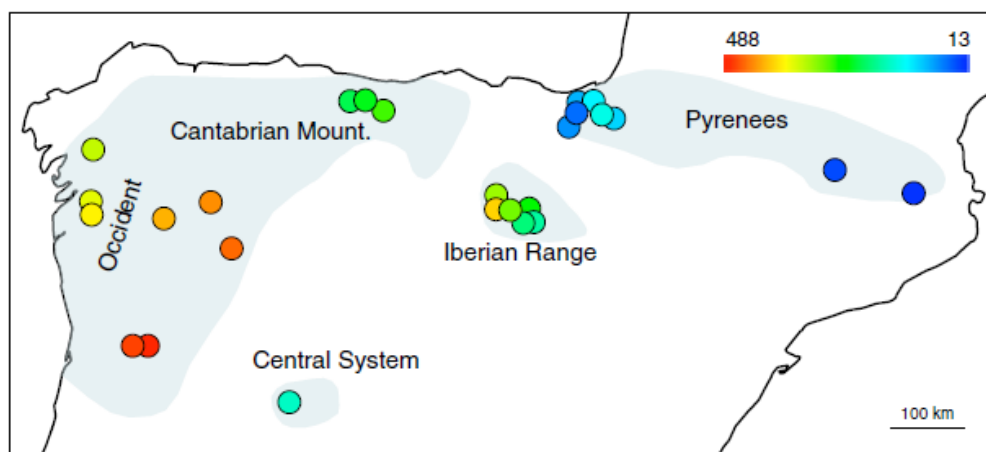 488 13
Cantabrian Mount.
Pyrenees
Occident
Iberian Range
Central System
100 km